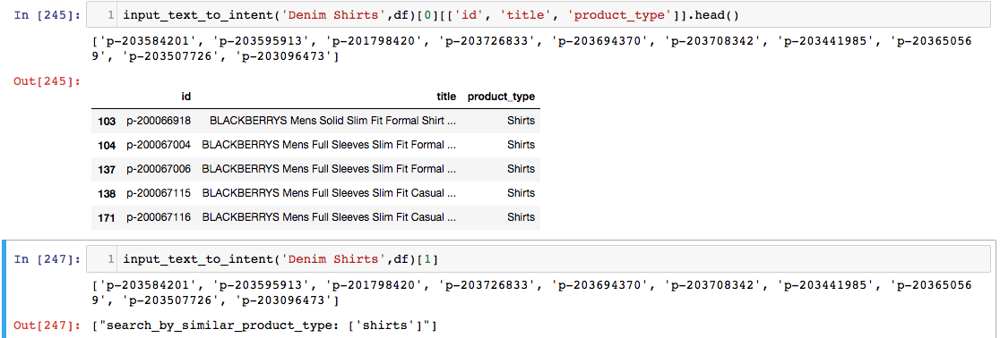 In [245]: 1 input_text_to_intent('Denim Shirts',df)[0][['id', 'title', 'product_type']].head()
['p-203584201', 'p-203595913', 'p-201798420', 'p-203726833', 'p-203694370', 'p-203708342', 'p-203441985', 'p-20365056
9', 'p-203507726', 'p-203096473']
Out[245]:
id title product_type
103 p-200066918 BLACKBERRYS Mens Solid Slim Fit Formal Shirt ... Shirts
104 p-200067004 BLACKBERRYS Mens Full Sleeves Slim Fit Formal ... Shirts
137 p-200067006 BLACKBERRYS Mens Full Sleeves Slim Fit Formal ... Shirts
138 p-200067115 BLACKBERRYS Mens Full Sleeves Slim Fit Casual ... Shirts
171 p-200067116 BLACKBERRYS Mens Full Sleeves Slim Fit Casual ... Shirts
In [247]: 1 input_text_to_intent('Denim Shirts',df)[1]
['p-203584201', 'p-203595913', 'p-201798420', 'p-203726833', 'p-203694370', 'p-203708342', 'p-203441985', 'p-20365056
9', 'p-203507726', 'p-203096473']
Out[247]: ["search_by_similar_product_type: ['shirts']"]